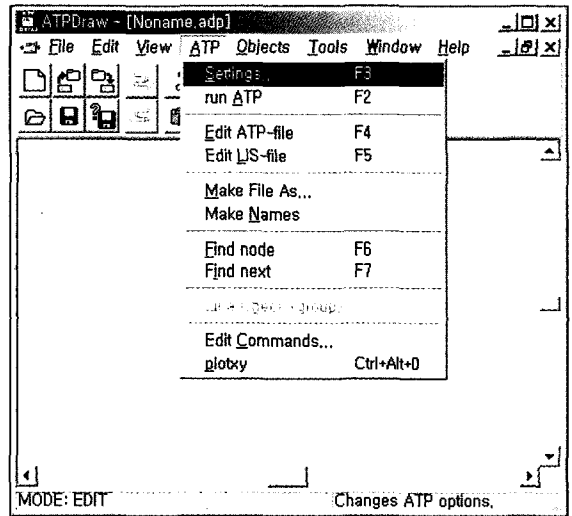 ATPDraw - [Noname.adp]
File Edit View ATP Objects Tools Window Help
Settings... F3
run ATP F2
Edit ATP-file F4
Edit LIS-file F5
Make File As...
Make Names
Find node F6
Find next F7
Edit Commands...
plotxy Ctrl+Alt+0
MODE: EDIT Changes ATP options.